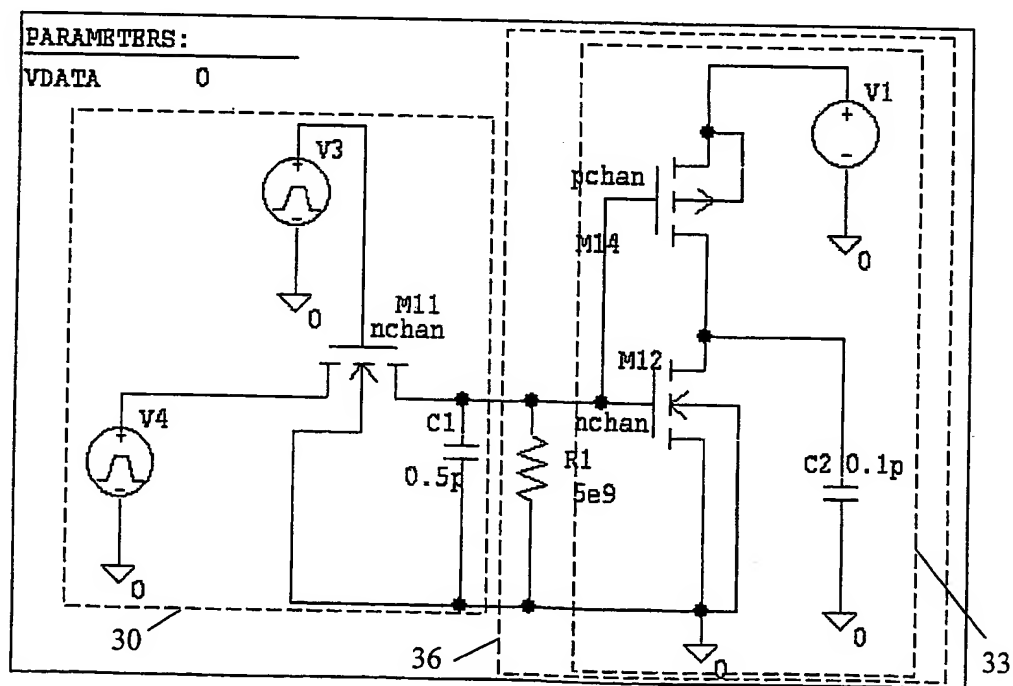 PARAMETERS:
VDATA 0
V3
0
M11
nchan
V4
0
C1
0.5p
R1
5e9
V1
0
pchan
M14
M12
nchan
C2 0.1p
0
0
30
36
33